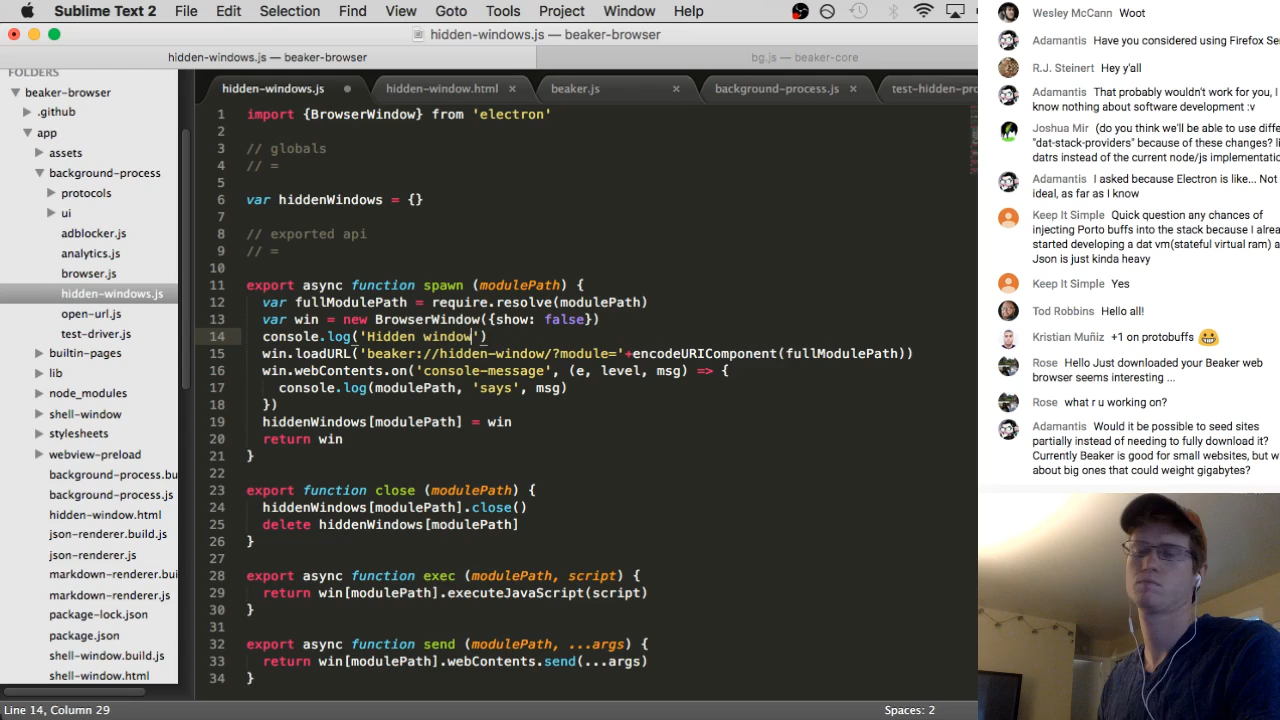 Sublime Text 2 File Edit Selection Find View Goto Tools Project Window Help
hidden-windows.js — beaker-browser
hidden-windows.js — beaker-browser
bg.js — beaker-core
FOLDERS
beaker-browser
.github
app
assets
background-process
protocols
ui
adblocker.js
analytics.js
browser.js
hidden-windows.js
open-url.js
test-driver.js
builtin-pages
lib
node_modules
shell-window
stylesheets
webview-preload
background-process.bu
background-process.js
hidden-window.html
json-renderer.build.js
json-renderer.js
markdown-renderer.bui
markdown-renderer.js
package-lock.json
package.json
shell-window.build.js
shell-window.html
hidden-windows.js
hidden-window.html
beaker.js
background-process.js
test-hidden-pro
1 import {BrowserWindow} from 'electron'
2
3 // globals
4 // =
5
6 var hiddenWindows = {}
7
8 // exported api
9 // =
10
11 export async function spawn (modulePath) {
12 var fullModulePath = require.resolve(modulePath)
13 var win = new BrowserWindow({show: false})
14 console.log('Hidden window')
15 win.loadURL('beaker://hidden-window/?module='+encodeURIComponent(fullModulePath))
16 win.webContents.on('console-message', (e, level, msg) => {
17 console.log(modulePath, 'says', msg)
18 })
19 hiddenWindows[modulePath] = win
20 return win
21 }
22
23 export function close (modulePath) {
24 hiddenWindows[modulePath].close()
25 delete hiddenWindows[modulePath]
26 }
27
28 export async function exec (modulePath, script) {
29 return win[modulePath].executeJavaScript(script)
30 }
31
32 export async function send (modulePath, ...args) {
33 return win[modulePath].webContents.send(...args)
34 }
Line 14, Column 29
Spaces: 2
Wesley McCann Woot
Adamantis Have you considered using Firefox Se
R.J. Steinert Hey y'all
Adamantis That probably wouldn't work for you, I
know nothing about software development :v
Joshua Mir (do you think we'll be able to use diffe
"dat-stack-providers" because of these changes? li
datrs instead of the current node/js implementatio
Adamantis I asked because Electron is like... Not
ideal, as far as I know
Keep It Simple Quick question any chances of
injecting Porto buffs into the stack because I alrea
started developing a dat vm(stateful virtual ram) a
Json is just kinda heavy
Keep It Simple Yes
Tod Robbins Hello!
Kristian Muñiz +1 on protobuffs
Rose Hello Just downloaded your Beaker web
browser seems interesting ...
Rose what r u working on?
Adamantis Would it be possible to seed sites
partially instead of needing to fully download it?
Currently Beaker is good for small websites, but w
about big ones that could weight gigabytes?